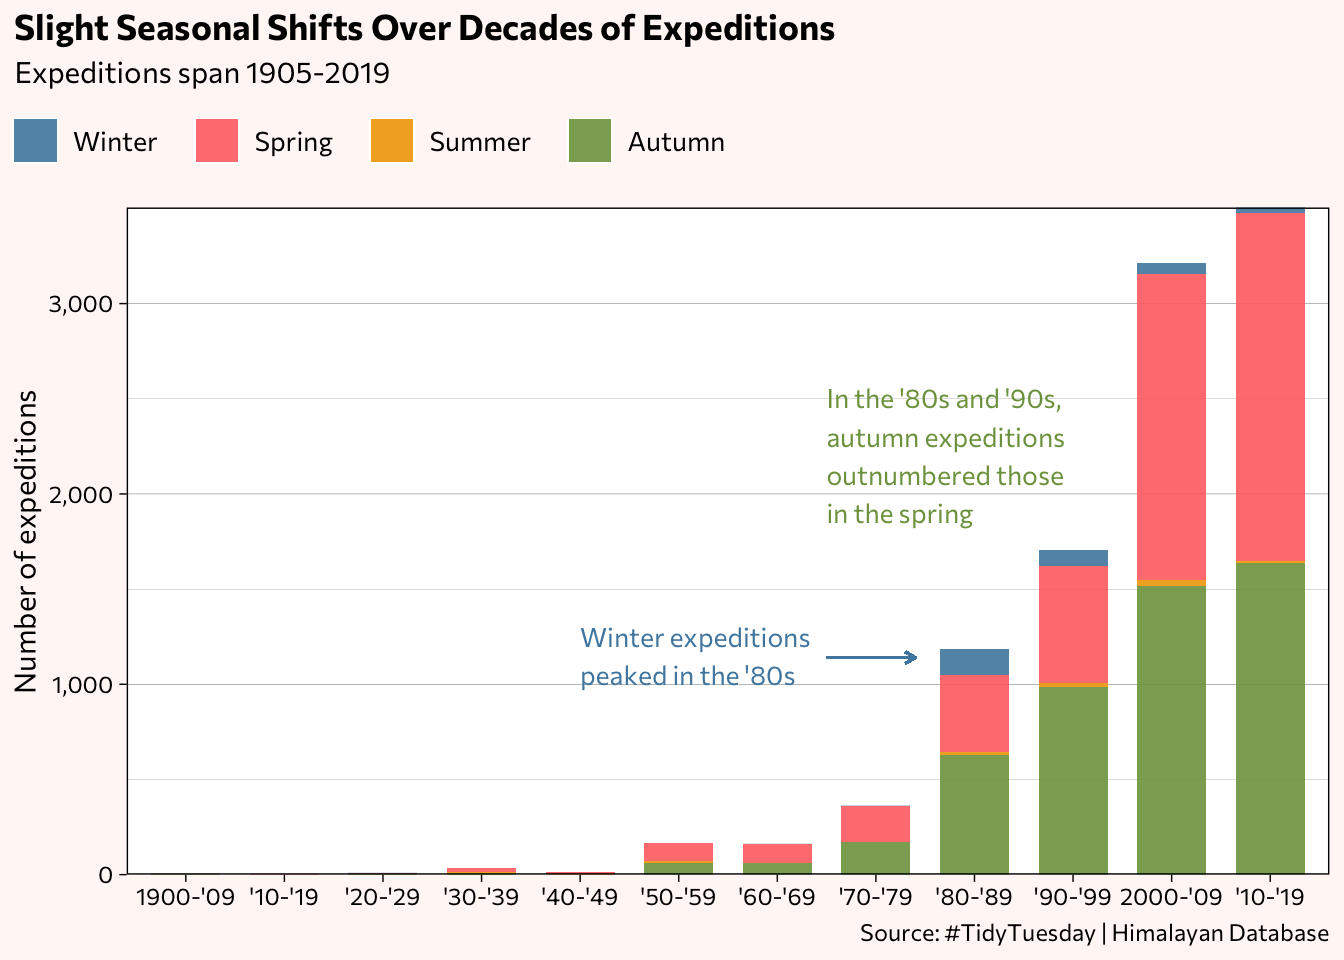 Slight Seasonal Shifts Over Decades of Expeditions
Expeditions span 1905-2019
Winter Spring Summer Autumn
Number of expeditions
3,000
2,000
1,000
0
In the '80s and '90s,
autumn expeditions
outnumbered those
in the spring
Winter expeditions
peaked in the '80s
1900-'09 '10-'19 '20-'29 '30-'39 '40-'49 '50-'59 '60-'69 '70-'79 '80-'89 '90-'99 2000-'09 '10-'19
Source: #TidyTuesday | Himalayan Database